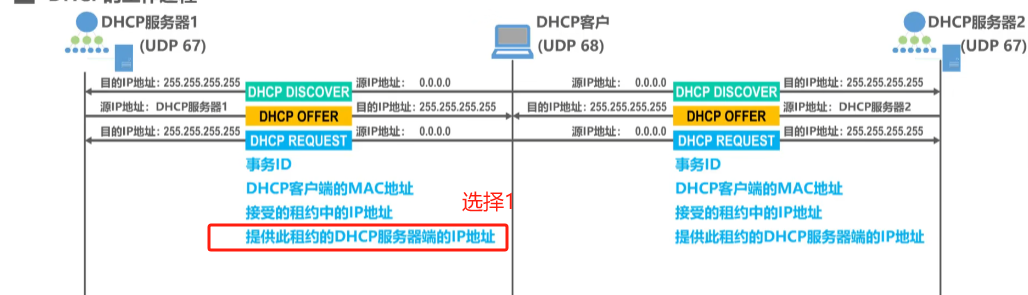 DHCP服务器1
(UDP 67)
DHCP客户
(UDP 68)
DHCP服务器2
(UDP 67)
目的IP地址: 255.255.255.255 DHCP DISCOVER 源IP地址: 0.0.0.0
源IP地址: 0.0.0.0 DHCP DISCOVER 目的IP地址: 255.255.255.255
源IP地址: DHCP服务器1 DHCP OFFER 目的IP地址: 255.255.255.255
目的IP地址: 255.255.255.255 DHCP OFFER 源IP地址: DHCP服务器2
目的IP地址: 255.255.255.255 DHCP REQUEST 源IP地址: 0.0.0.0
源IP地址: 0.0.0.0 DHCP REQUEST 目的IP地址: 255.255.255.255
事务ID
DHCP客户端的MAC地址
接受的租约中的IP地址
提供此租约的DHCP服务器端的IP地址
选择1
事务ID
DHCP客户端的MAC地址
接受的租约中的IP地址
提供此租约的DHCP服务器端的IP地址